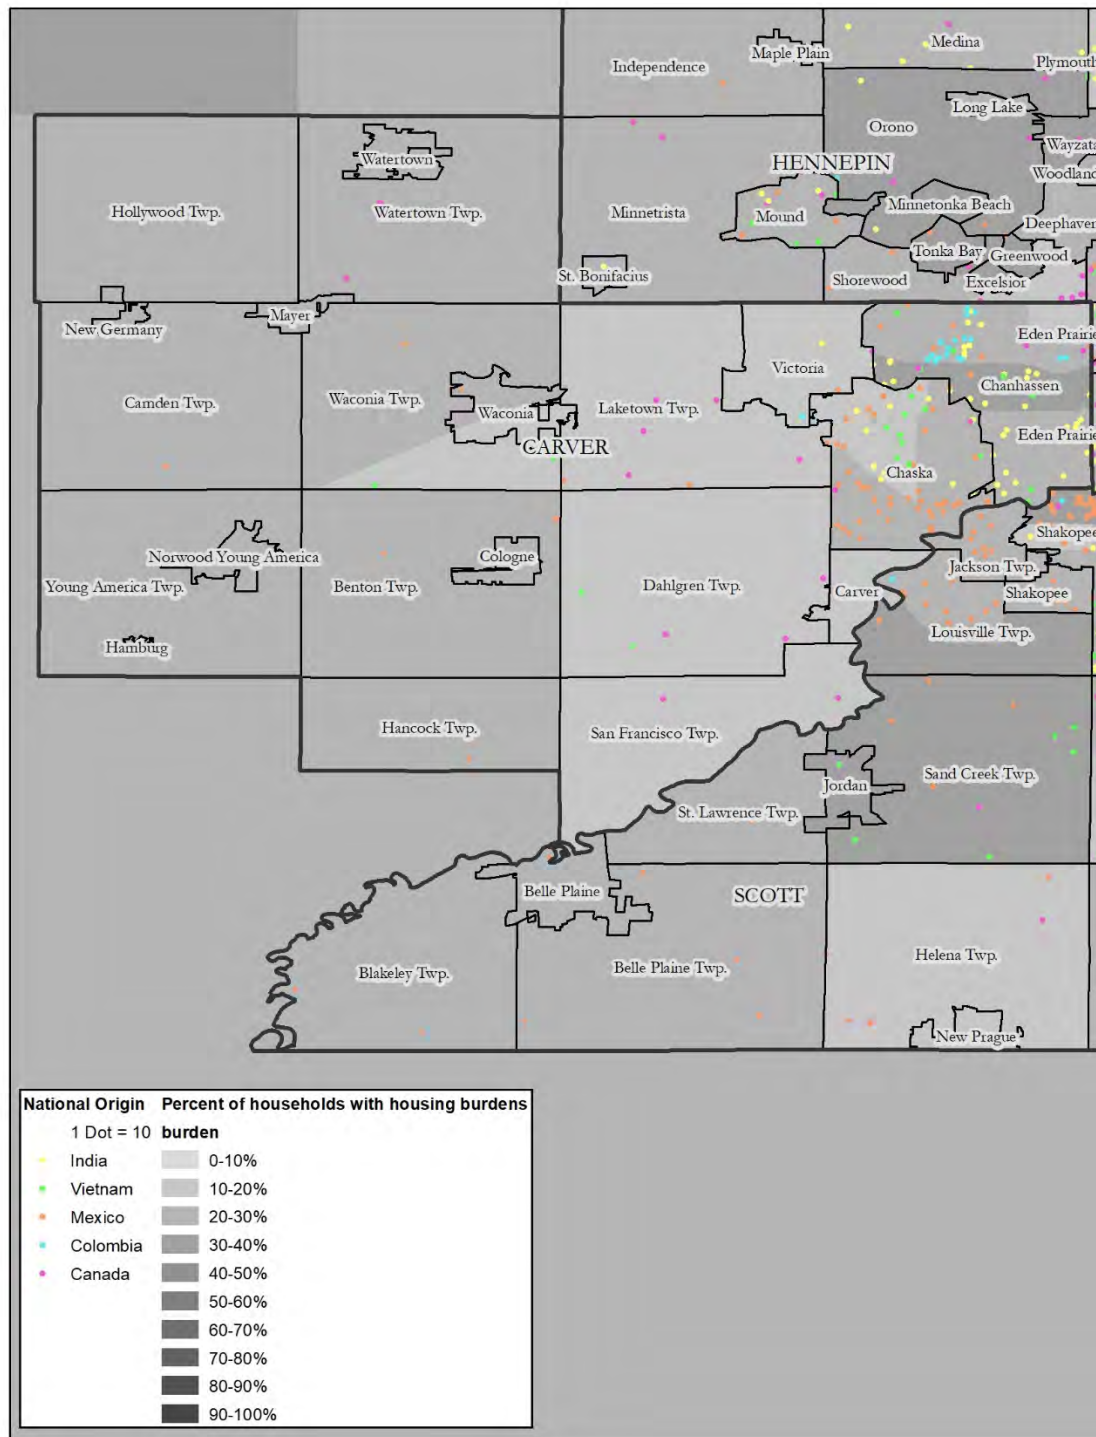 Maple Plain
Medina
Independence
Plymouth
Long Lake
Orono
Wayzata
Watertown
HENNEPIN
Woodland
Hollywood Twp.
Watertown Twp.
Minnetrista
Mound
Minnetonka Beach
Deephaven
Tonka Bay
Greenwood
St. Bonifacius
Shorewood
Excelsior
New Germany
Mayer
Eden Prairie
Victoria
Chanhassen
Camden Twp.
Waconia Twp.
Waconia
Laketown Twp.
Eden Prairie
CARVER
Chaska
Shakopee
Norwood Young America
Cologne
Jackson Twp.
Young America Twp.
Benton Twp.
Dahlgren Twp.
Carver
Shakopee
Hamburg
Louisville Twp.
Hancock Twp.
San Francisco Twp.
Sand Creek Twp.
Jordan
St. Lawrence Twp.
Belle Plaine
SCOTT
Blakeley Twp.
Belle Plaine Twp.
Helena Twp.
New Prague
National Origin Percent of households with housing burdens
1 Dot = 10 burden
India 0-10%
Vietnam 10-20%
Mexico 20-30%
Colombia 30-40%
Canada 40-50%
50-60%
60-70%
70-80%
80-90%
90-100%